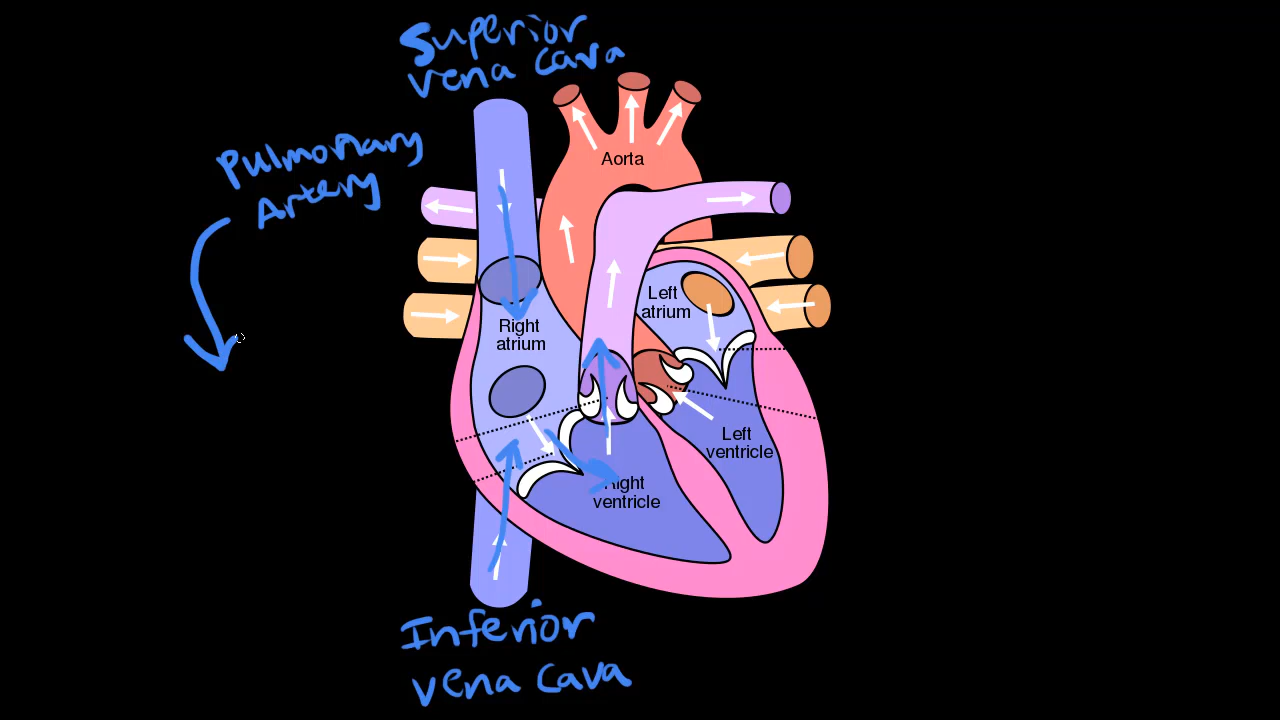 Superior
vena cava
Pulmonary
Artery
Aorta
Left
atrium
Right
atrium
Left
ventricle
Right
ventricle
Inferior
vena cava